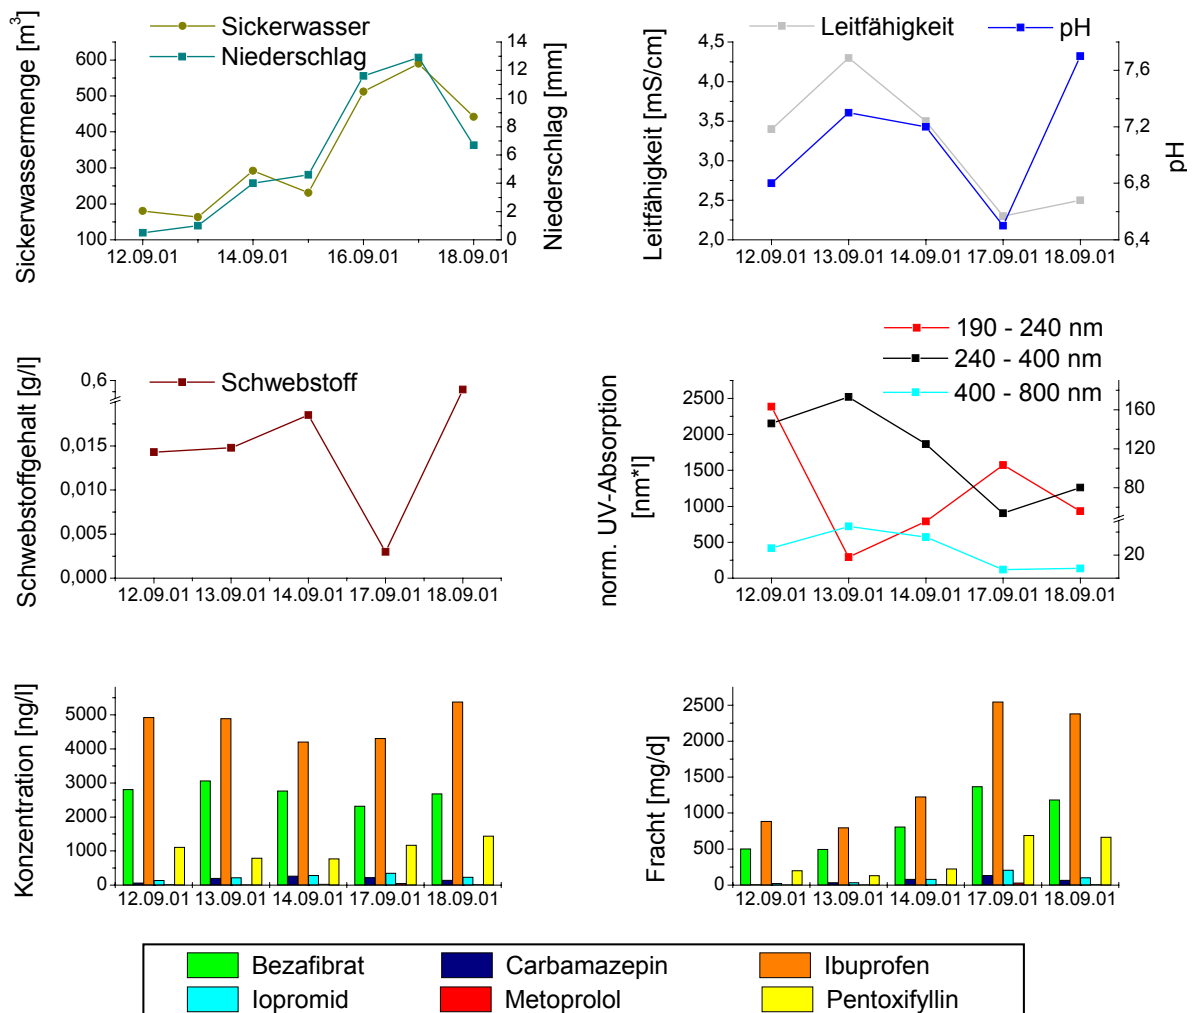 Sickerwasser
Niederschlag
Sickerwassermenge [m³]
600
500
400
300
200
100
14
12
10
8
6
4
2
0
Niederschlag [mm]
12.09.01 14.09.01 16.09.01 18.09.01
Leitfähigkeit pH
Leitfähigkeit [mS/cm]
4,5
4,0
3,5
3,0
2,5
2,0
7,6
7,2
6,8
6,4
pH
12.09.01 13.09.01 14.09.01 17.09.01 18.09.01
Schwebstoff
Schwebstoffgehalt [g/l]
0,6
0,015
0,010
0,005
0,000
12.09.01 13.09.01 14.09.01 17.09.01 18.09.01
190 - 240 nm
240 - 400 nm
400 - 800 nm
norm. UV-Absorption
[nm*l]
2500
2000
1500
1000
500
0
160
120
80
20
12.09.01 13.09.01 14.09.01 17.09.01 18.09.01
Konzentration [ng/l]
5000
4000
3000
2000
1000
0
12.09.01 13.09.01 14.09.01 17.09.01 18.09.01
Fracht [mg/d]
2500
2000
1500
1000
500
0
12.09.01 13.09.01 14.09.01 17.09.01 18.09.01
Bezafibrat Carbamazepin Ibuprofen
Iopromid Metoprolol Pentoxifyllin